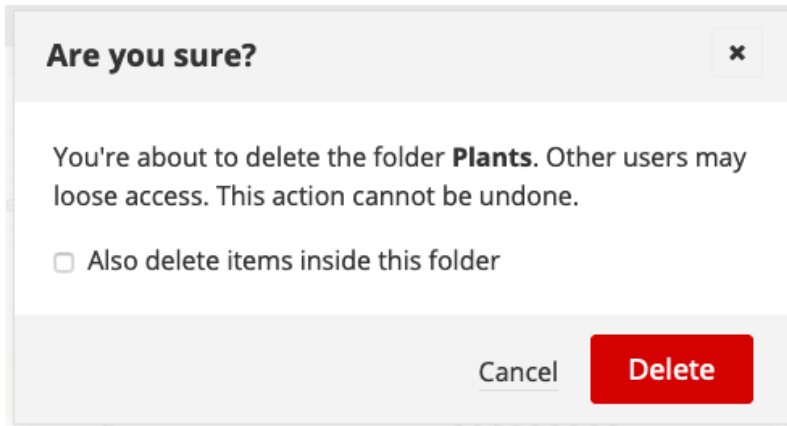 Are you sure?
You're about to delete the folder Plants. Other users may
loose access. This action cannot be undone.
Also delete items inside this folder
Cancel
Delete